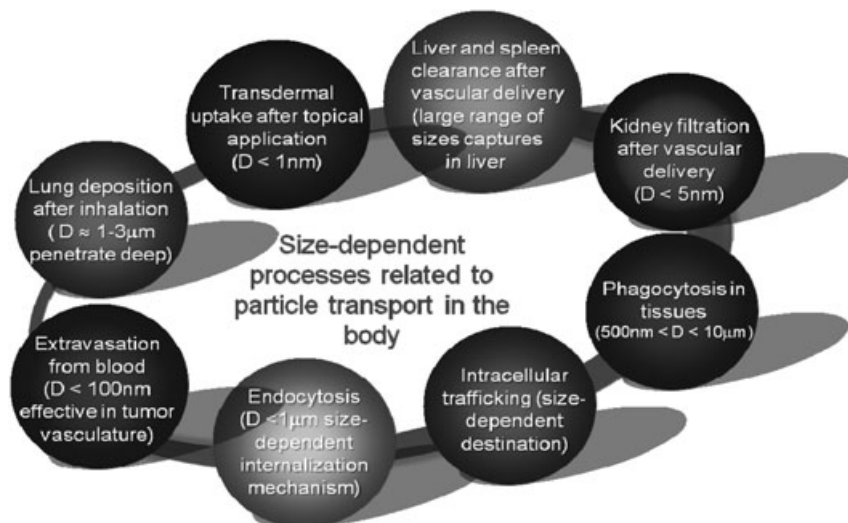 Transdermal
uptake after topical
application
(D < 1nm)
Liver and spleen
clearance after
vascular delivery
(large range of
sizes captures
in liver
Kidney filtration
after vascular
delivery
(D < 5nm)
Lung deposition
after inhalation
( D ≈ 1-3μm
penetrate deep)
Size-dependent
processes related to
particle transport in the
body
Phagocytosis in
tissues
(500nm < D < 10μm)
Extravasation
from blood
(D < 100nm
effective in tumor
vasculature)
Endocytosis
(D <1μm size-
dependent
internalization
mechanism)
Intracellular
trafficking (size-
dependent
destination)